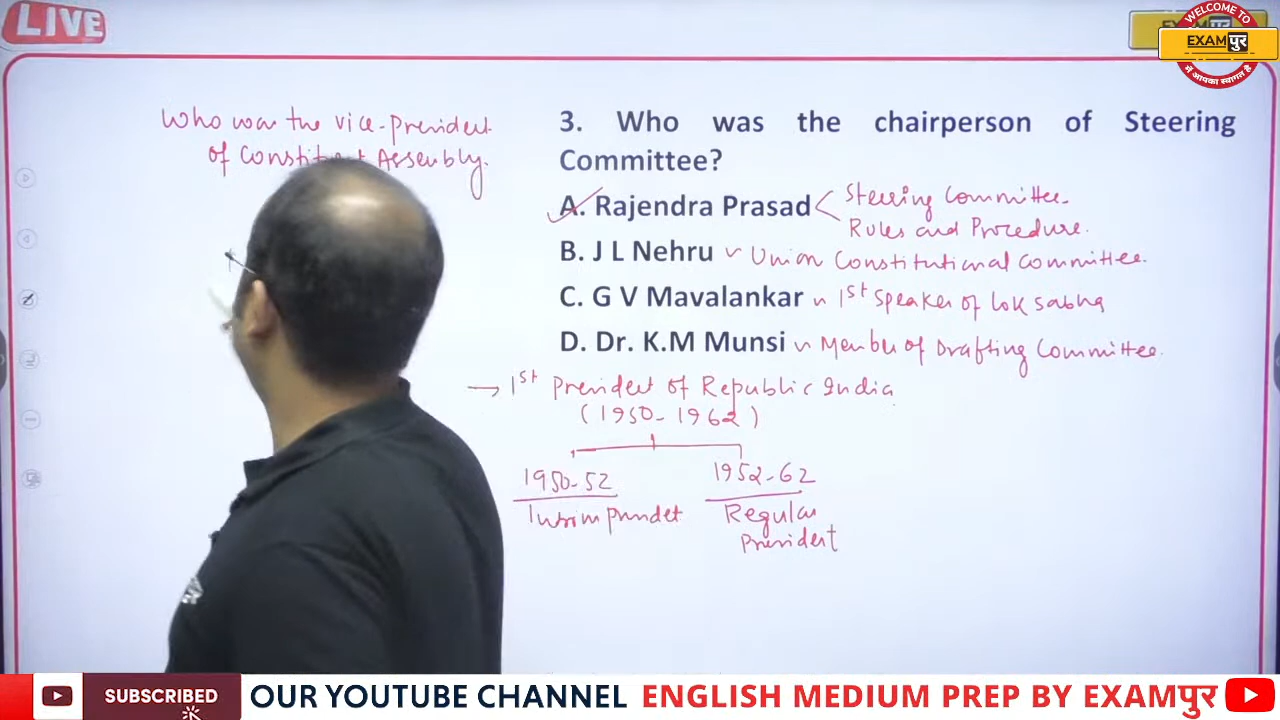 LIVE
WELCOME TO
EXAMपुर
में आपका स्वागत है
Who was the vice-president
of Constituent Assembly.
3. Who was the chairperson of Steering
Committee?
A. Rajendra Prasad
Steering Committee.
Rules and Procedure.
B. J L Nehru
Union Constitutional committee.
C. G V Mavalankar
1st Speaker of Lok sabha
D. Dr. K.M Munsi
Member of Drafting Committee.
→ 1st President of Republic India
(1950-1962)
1950-52
1952-62
Regular
President
SUBSCRIBED
OUR YOUTUBE CHANNEL ENGLISH MEDIUM PREP BY EXAMपुर